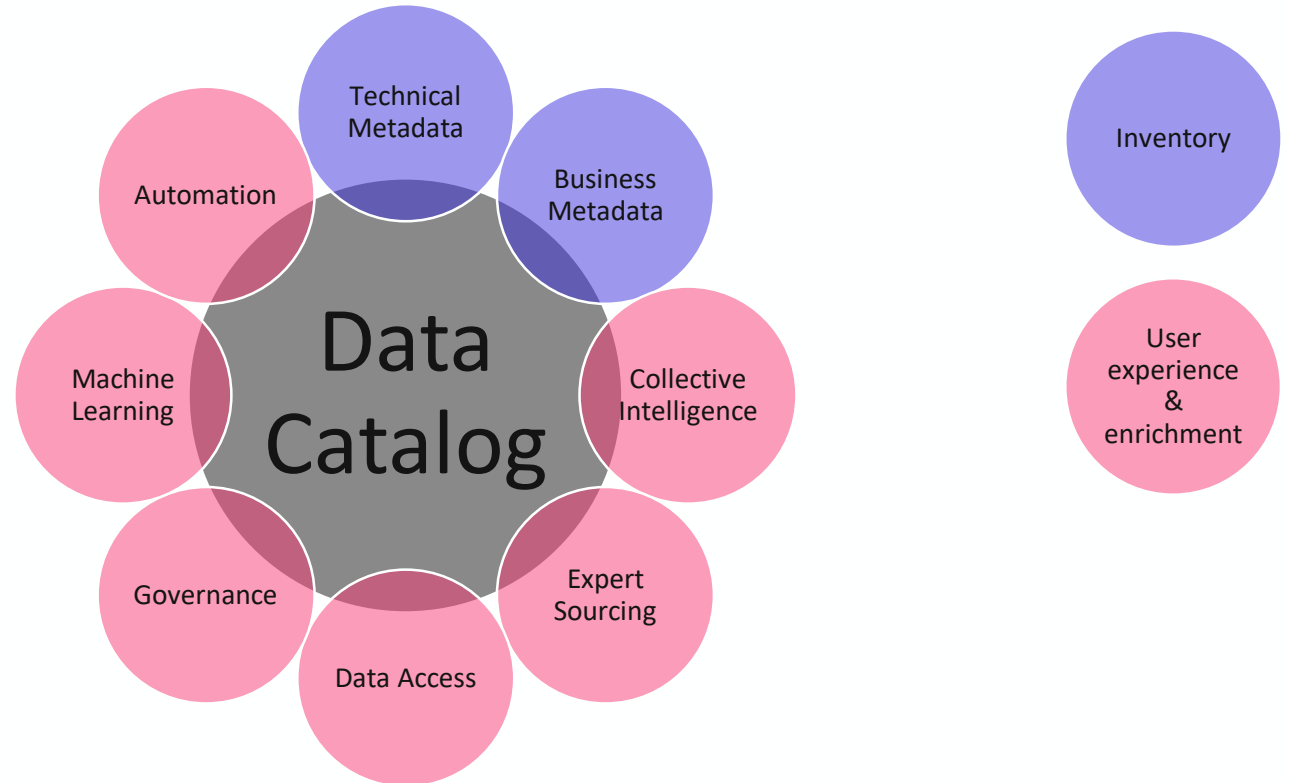 Technical
Metadata
Business
Metadata
Collective
Intelligence
Expert
Sourcing
Data Access
Governance
Machine
Learning
Automation
Data
Catalog
Inventory
User
experience
&
enrichment